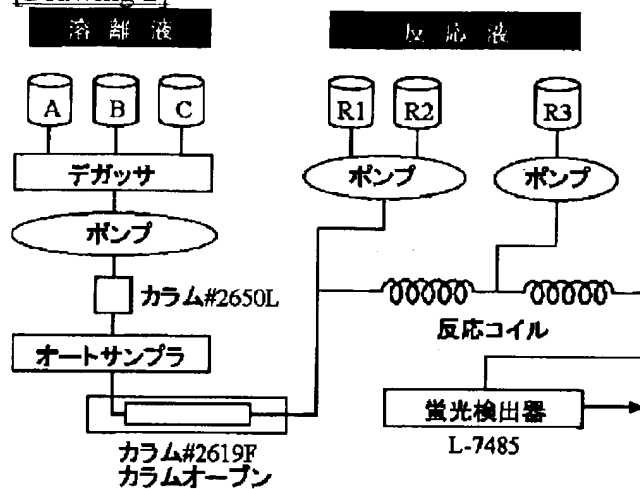 溶離液
反応液
A
B
C
R1
R2
R3
デガッサ
ポンプ
ポンプ
ポンプ
カラム#2650L
オートサンプラ
反応コイル
蛍光検出器
L-7485
カラム#2619F
カラムオーブン